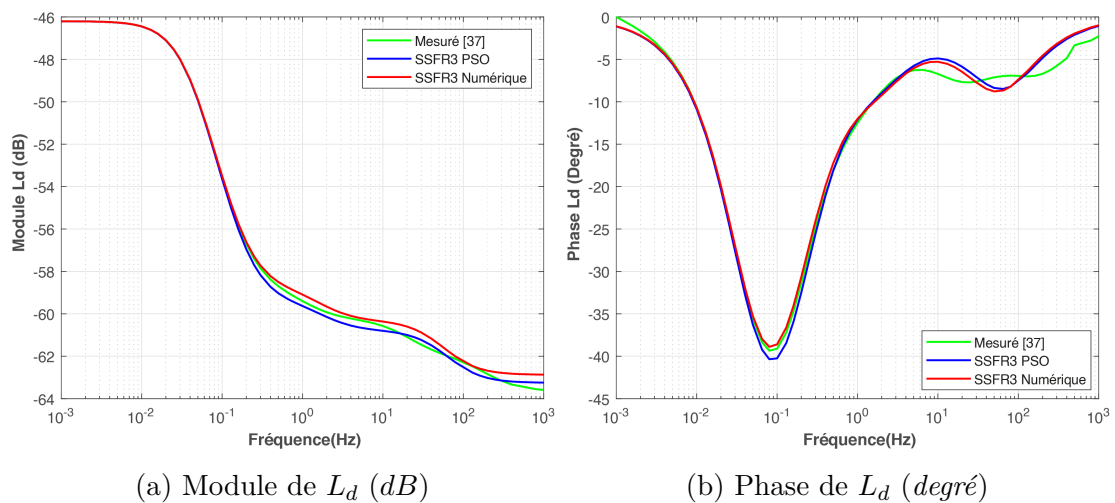 -46
-48
-50
-52
-54
-56
-58
-60
-62
-64
Module Ld (dB)
Mesuré [37]
SSFR3 PSO
SSFR3 Numérique
10^-3
10^-2
10^-1
10^0
10^1
10^2
10^3
Fréquence(Hz)
(a) Module de L_d (dB)
0
-5
-10
-15
-20
-25
-30
-35
-40
-45
Phase Ld (Degré)
Mesuré [37]
SSFR3 PSO
SSFR3 Numérique
10^-3
10^-2
10^-1
10^0
10^1
10^2
10^3
Fréquence(Hz)
(b) Phase de L_d (degré)